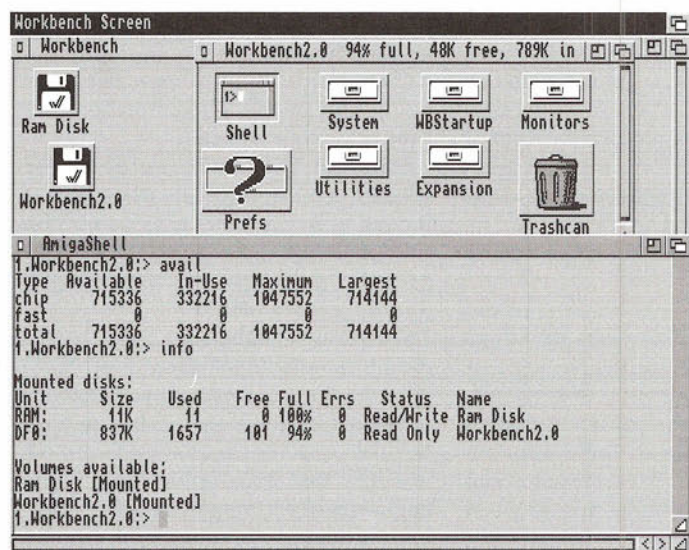 Workbench Screen
Workbench
Workbench2.0 94% full, 48K free, 789K in
Ram Disk
Workbench2.0
1>
Shell
System
WBStartup
Monitors
Prefs
Utilities
Expansion
Trashcan
AmigaShell
1.Workbench2.0:> avail
Type Available In-Use Maximum Largest
chip 715336 332216 1047552 714144
fast 0 0 0 0
total 715336 332216 1047552 714144
1.Workbench2.0:> info
Mounted disks:
Unit Size Used Free Full Errs Status Name
RAM: 11K 11 0 100% 0 Read/Write Ram Disk
DF0: 837K 1657 101 94% 0 Read Only Workbench2.0
Volumes available:
Ram Disk [Mounted]
Workbench2.0 [Mounted]
1.Workbench2.0:>